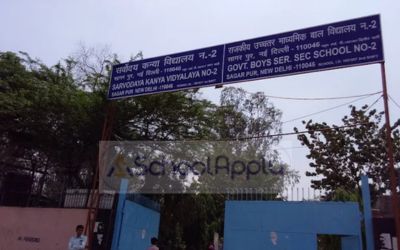 सर्वोदय कन्या विद्यालय न.-2
सागर पुर, नई दिल्ली -110046
SARVODAYA KANYA VIDYALAYA NO-2
SAGAR PUR, NEW DELHI -110046
राजकीय उच्चतर माध्यमिक बाल विद्यालय न.-2
सागर पुर, नई दिल्ली - 110046
GOVT. BOYS SER. SEC SCHOOL NO-2
SAGAR PUR, NEW DELHI -110046
SchoolApply